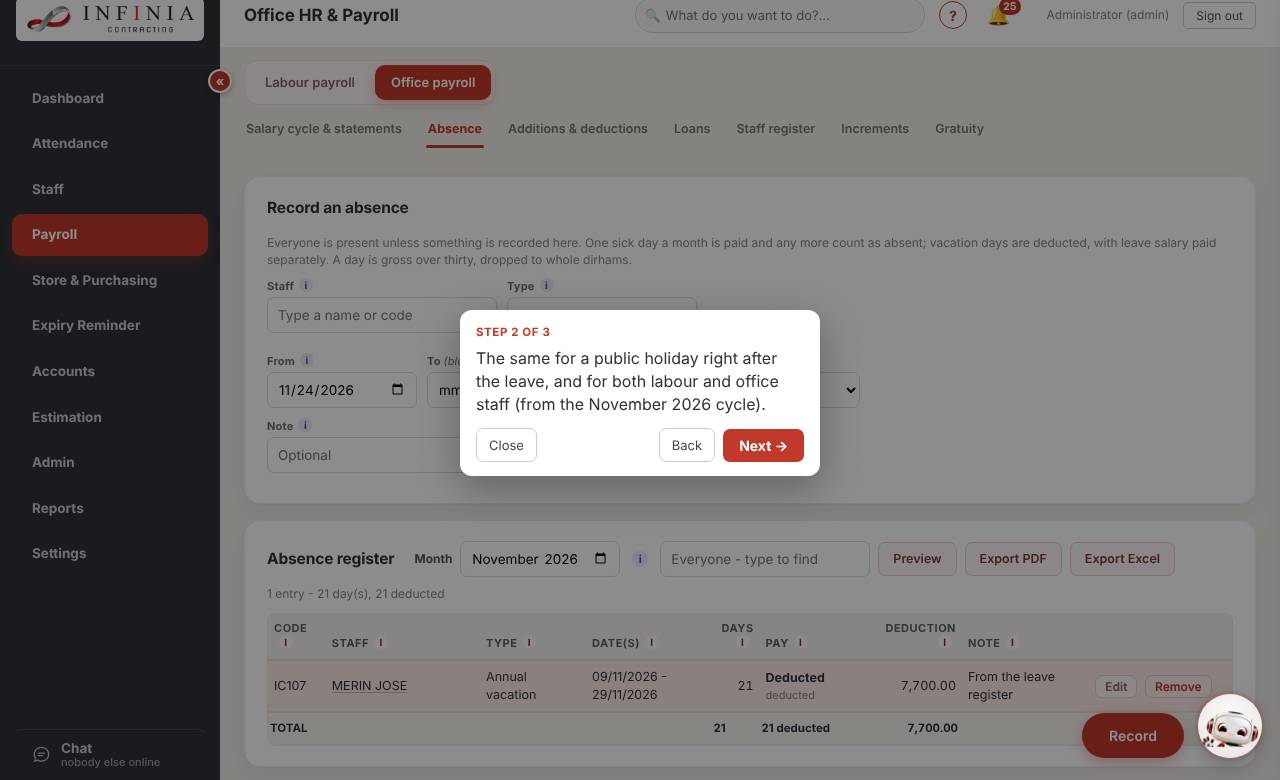 INFINIA
CONTRACTING
Office HR & Payroll
What do you want to do?...
?
25
Administrator (admin)
Sign out
«
Dashboard
Attendance
Staff
Payroll
Store & Purchasing
Expiry Reminder
Accounts
Estimation
Admin
Reports
Settings
Chat
nobody else online
Labour payroll
Office payroll
Salary cycle & statements
Absence
Additions & deductions
Loans
Staff register
Increments
Gratuity
Record an absence
Everyone is present unless something is recorded here. One sick day a month is paid and any more count as absent; vacation days are deducted, with leave salary paid
separately. A day is gross over thirty, dropped to whole dirhams.
Staff i
Type i
Type a name or code
From i
To (bl
11/24/2026
mm
Note i
Optional
STEP 2 OF 3
The same for a public holiday right after
the leave, and for both labour and office
staff (from the November 2026 cycle).
Close
Back
Next →
Absence register
Month
November 2026
i
Everyone - type to find
Preview
Export PDF
Export Excel
1 entry - 21 day(s), 21 deducted
CODE i
STAFF i
TYPE i
DATE(S) i
DAYS i
PAY i
DEDUCTION i
NOTE i
IC107
MERIN JOSE
Annual
vacation
09/11/2026 -
29/11/2026
21
Deducted
deducted
7,700.00
From the leave
register
Edit
Remove
TOTAL
21
21 deducted
7,700.00
Record